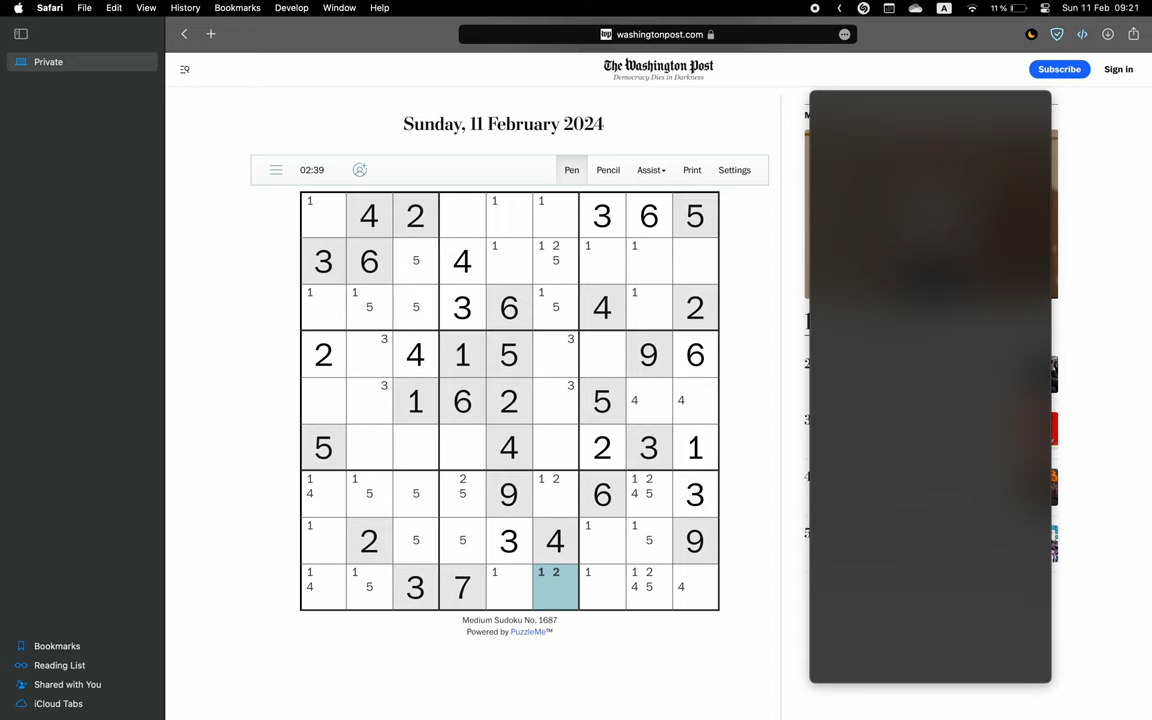 Safari File Edit View History Bookmarks Develop Window Help A 11 % Sun 11 Feb 09:21
washingtonpost.com
Private
The Washington Post
Democracy Dies in Darkness
Subscribe Sign in
Sunday, 11 February 2024
02:39 Pen Pencil Assist Print Settings
1 4 2 1 1 3 6 5
3 6 5 4 1 1 2 5 1 1
1 1 5 5 3 6 1 5 4 1 2
2 3 4 1 5 3 9 6
3 1 6 2 3 5 4 4
5 4 2 3 1
1 4 1 5 5 2 5 9 1 2 6 1 2 4 5 3
1 2 5 5 3 4 1 1 5 9
1 4 1 5 3 7 1 1 2 1 1 2 4 5 4
Medium Sudoku No. 1687
Powered by PuzzleMe™
Bookmarks
Reading List
Shared with You
iCloud Tabs